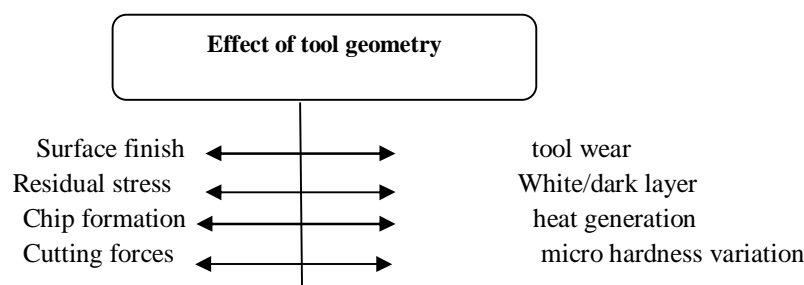 Effect of tool geometry
Surface finish tool wear
Residual stress White/dark layer
Chip formation heat generation
Cutting forces micro hardness variation